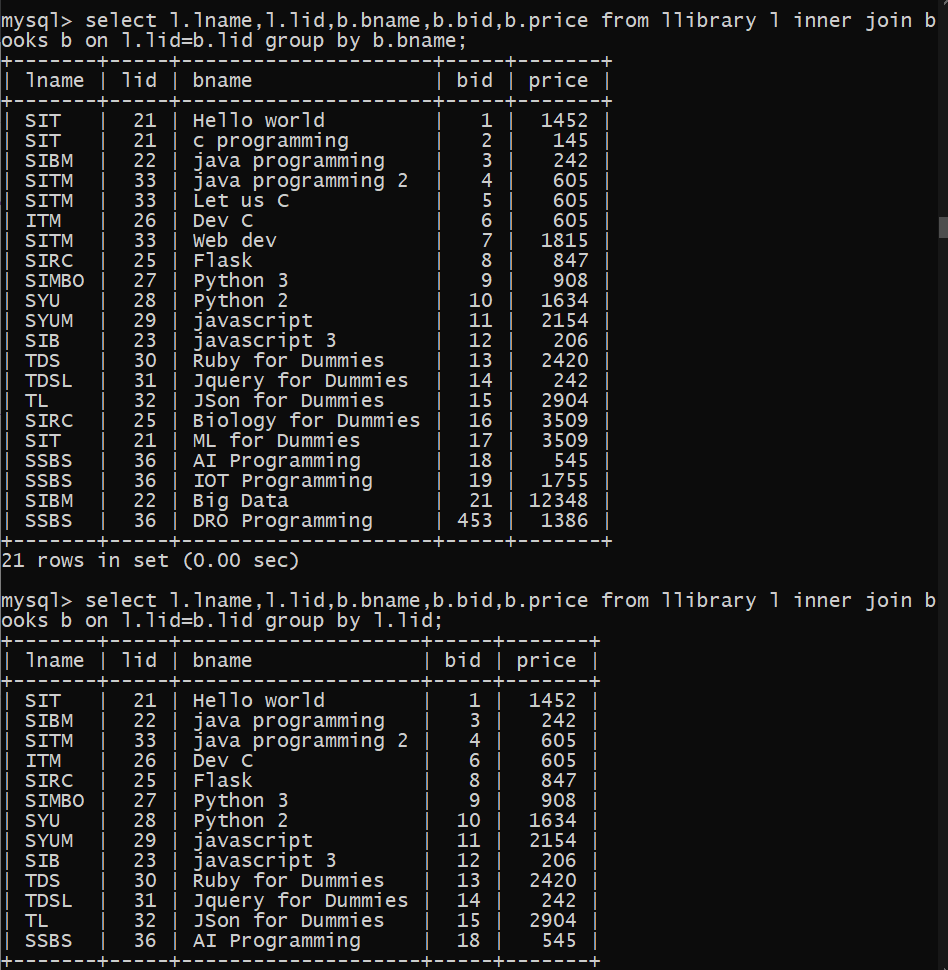 mysql> select l.lname,l.lid,b.bname,b.bid,b.price from llibrary l inner join b
ooks b on l.lid=b.lid group by b.bname;
+-------+-----+---------------------+-----+-------+
| lname | lid | bname               | bid | price |
+-------+-----+---------------------+-----+-------+
| SIT   |  21 | Hello world         |   1 |  1452 |
| SIT   |  21 | c programming       |   2 |   145 |
| SIBM  |  22 | java programming    |   3 |   242 |
| SITM  |  33 | java programming 2  |   4 |   605 |
| SITM  |  33 | Let us C            |   5 |   605 |
| ITM   |  26 | Dev C               |   6 |   605 |
| SITM  |  33 | Web dev             |   7 |  1815 |
| SIRC  |  25 | Flask               |   8 |   847 |
| SIMBO |  27 | Python 3            |   9 |   908 |
| SYU   |  28 | Python 2            |  10 |  1634 |
| SYUM  |  29 | javascript          |  11 |  2154 |
| SIB   |  23 | javascript 3        |  12 |   206 |
| TDS   |  30 | Ruby for Dummies    |  13 |  2420 |
| TDSL  |  31 | Jquery for Dummies  |  14 |   242 |
| TL    |  32 | JSon for Dummies    |  15 |  2904 |
| SIRC  |  25 | Biology for Dummies |  16 |  3509 |
| SIT   |  21 | ML for Dummies      |  17 |  3509 |
| SSBS  |  36 | AI Programming      |  18 |   545 |
| SSBS  |  36 | IOT Programming     |  19 |  1755 |
| SIBM  |  22 | Big Data            |  21 | 12348 |
| SSBS  |  36 | DRO Programming     | 453 |  1386 |
+-------+-----+---------------------+-----+-------+
21 rows in set (0.00 sec)
mysql> select l.lname,l.lid,b.bname,b.bid,b.price from llibrary l inner join b
ooks b on l.lid=b.lid group by l.lid;
+-------+-----+--------------------+-----+-------+
| lname | lid | bname              | bid | price |
+-------+-----+--------------------+-----+-------+
| SIT   |  21 | Hello world        |   1 |  1452 |
| SIBM  |  22 | java programming   |   3 |   242 |
| SITM  |  33 | java programming 2 |   4 |   605 |
| ITM   |  26 | Dev C              |   6 |   605 |
| SIRC  |  25 | Flask              |   8 |   847 |
| SIMBO |  27 | Python 3           |   9 |   908 |
| SYU   |  28 | Python 2           |  10 |  1634 |
| SYUM  |  29 | javascript         |  11 |  2154 |
| SIB   |  23 | javascript 3       |  12 |   206 |
| TDS   |  30 | Ruby for Dummies   |  13 |  2420 |
| TDSL  |  31 | Jquery for Dummies |  14 |   242 |
| TL    |  32 | JSon for Dummies   |  15 |  2904 |
| SSBS  |  36 | AI Programming     |  18 |   545 |
+-------+-----+--------------------+-----+-------+